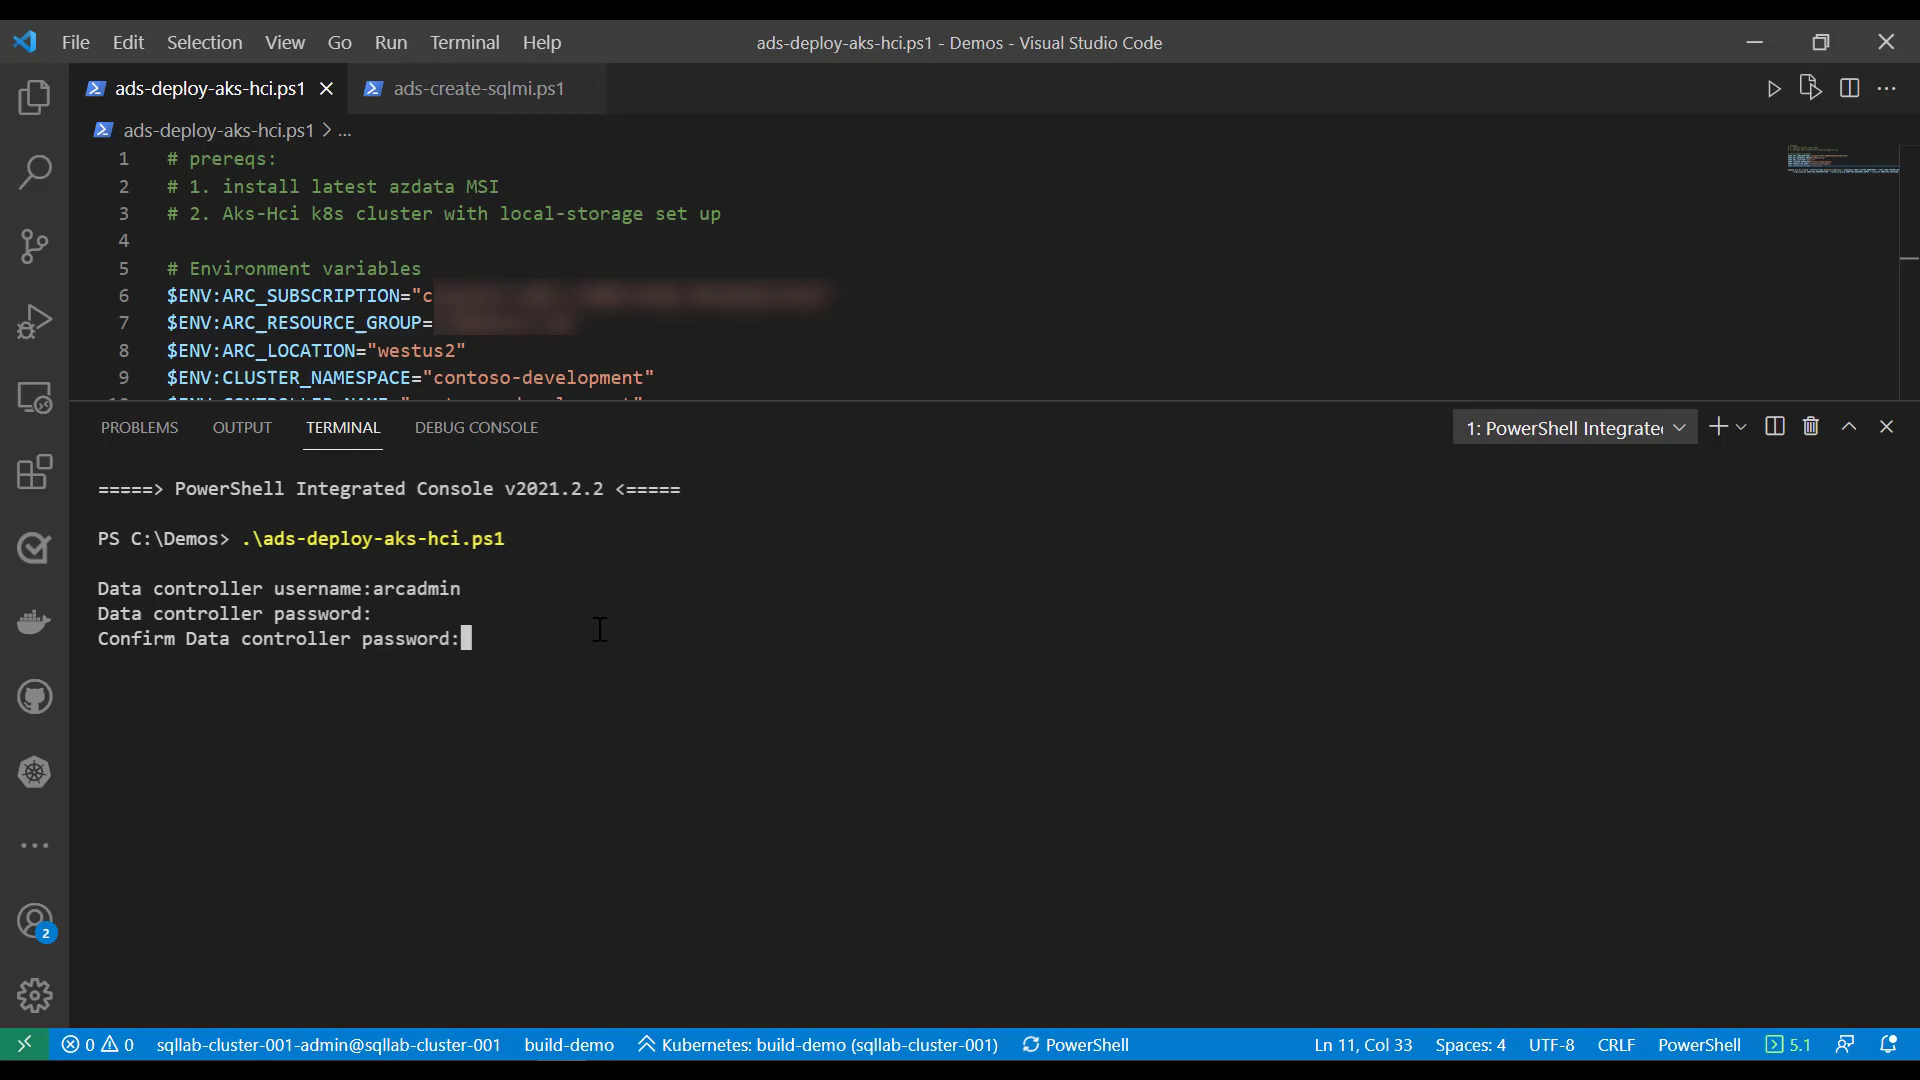 File Edit Selection View Go Run Terminal Help
ads-deploy-aks-hci.ps1 - Demos - Visual Studio Code
ads-deploy-aks-hci.ps1
ads-create-sqlmi.ps1
ads-deploy-aks-hci.ps1 > ...
1 # prereqs:
2 # 1. install latest azdata MSI
3 # 2. Aks-Hci k8s cluster with local-storage set up
4
5 # Environment variables
6 $ENV:ARC_SUBSCRIPTION="c
7 $ENV:ARC_RESOURCE_GROUP=
8 $ENV:ARC_LOCATION="westus2"
9 $ENV:CLUSTER_NAMESPACE="contoso-development"
PROBLEMS OUTPUT TERMINAL DEBUG CONSOLE
1: PowerShell Integrate
=====> PowerShell Integrated Console v2021.2.2 <=====
PS C:\Demos> .\ads-deploy-aks-hci.ps1
Data controller username:arcadmin
Data controller password:
Confirm Data controller password:
2
0 0 sqllab-cluster-001-admin@sqllab-cluster-001 build-demo Kubernetes: build-demo (sqllab-cluster-001) PowerShell Ln 11, Col 33 Spaces: 4 UTF-8 CRLF PowerShell 5.1